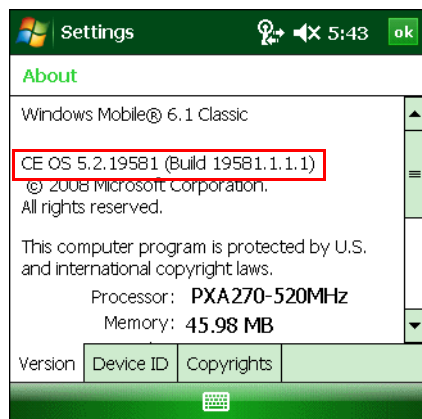 Settings 5:43 ok
About
Windows Mobile® 6.1 Classic
CE OS 5.2.19581 (Build 19581.1.1.1)
© 2008 Microsoft Corporation.
All rights reserved.
This computer program is protected by U.S.
and international copyright laws.
Processor: PXA270-520MHz
Memory: 45.98 MB
Version Device ID Copyrights